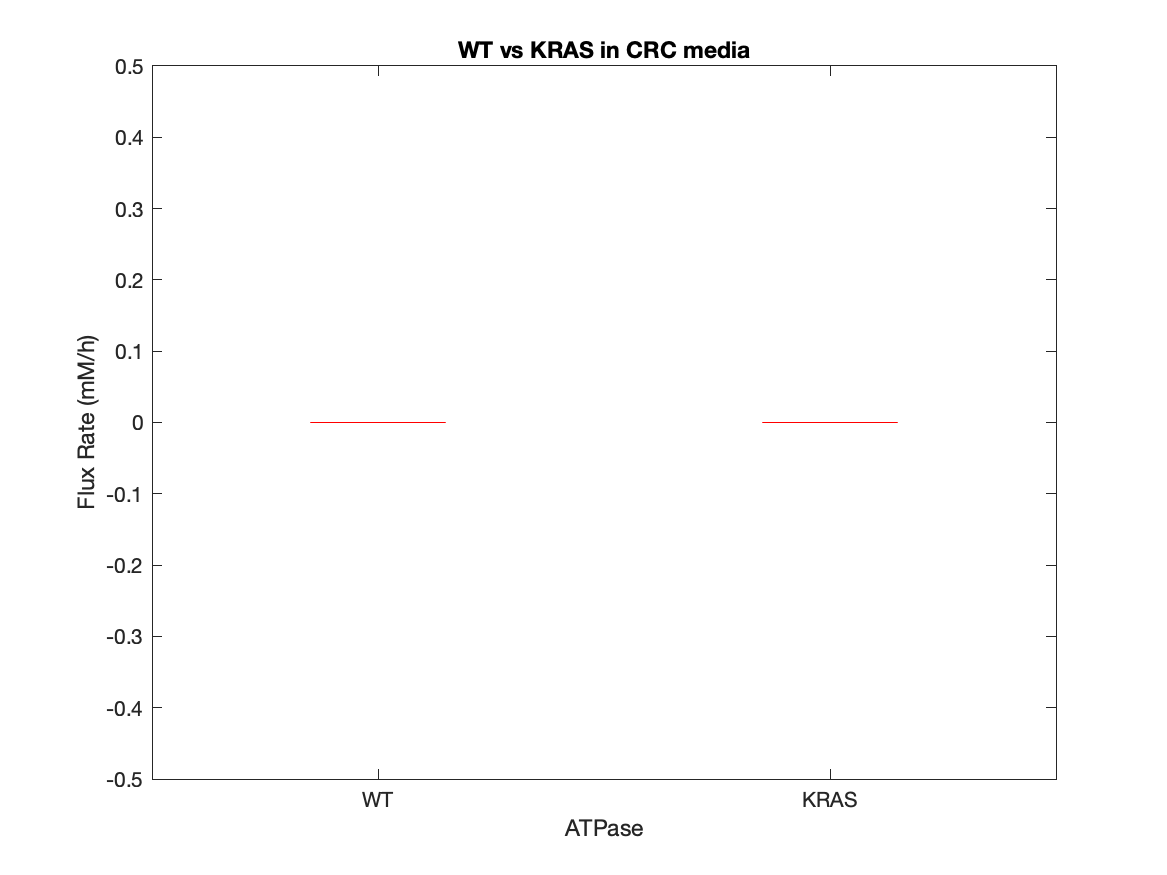 WT vs KRAS in CRC media
0.5
0.4
0.3
0.2
0.1
0
-0.1
-0.2
-0.3
-0.4
-0.5
Flux Rate (mM/h)
WT
KRAS
ATPase